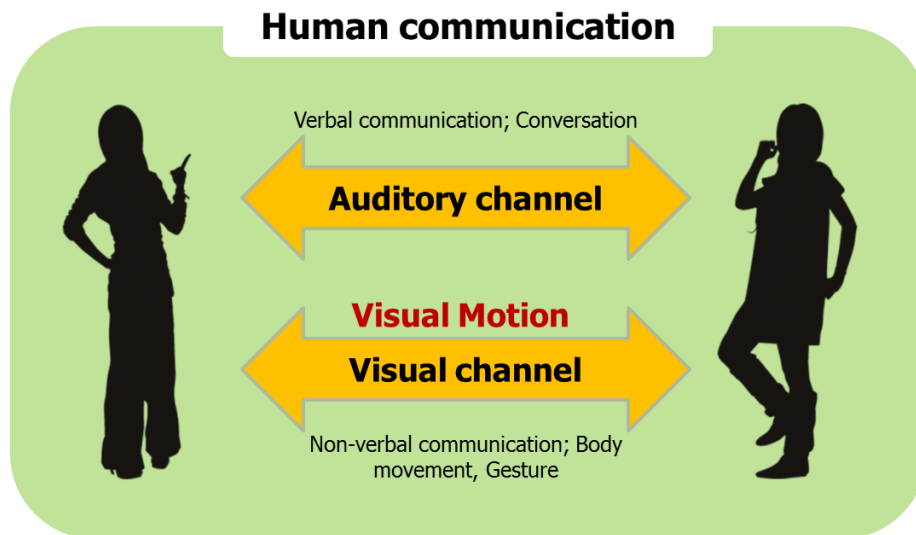 Human communication
Verbal communication; Conversation
Auditory channel
Visual Motion
Visual channel
Non-verbal communication; Body
movement, Gesture